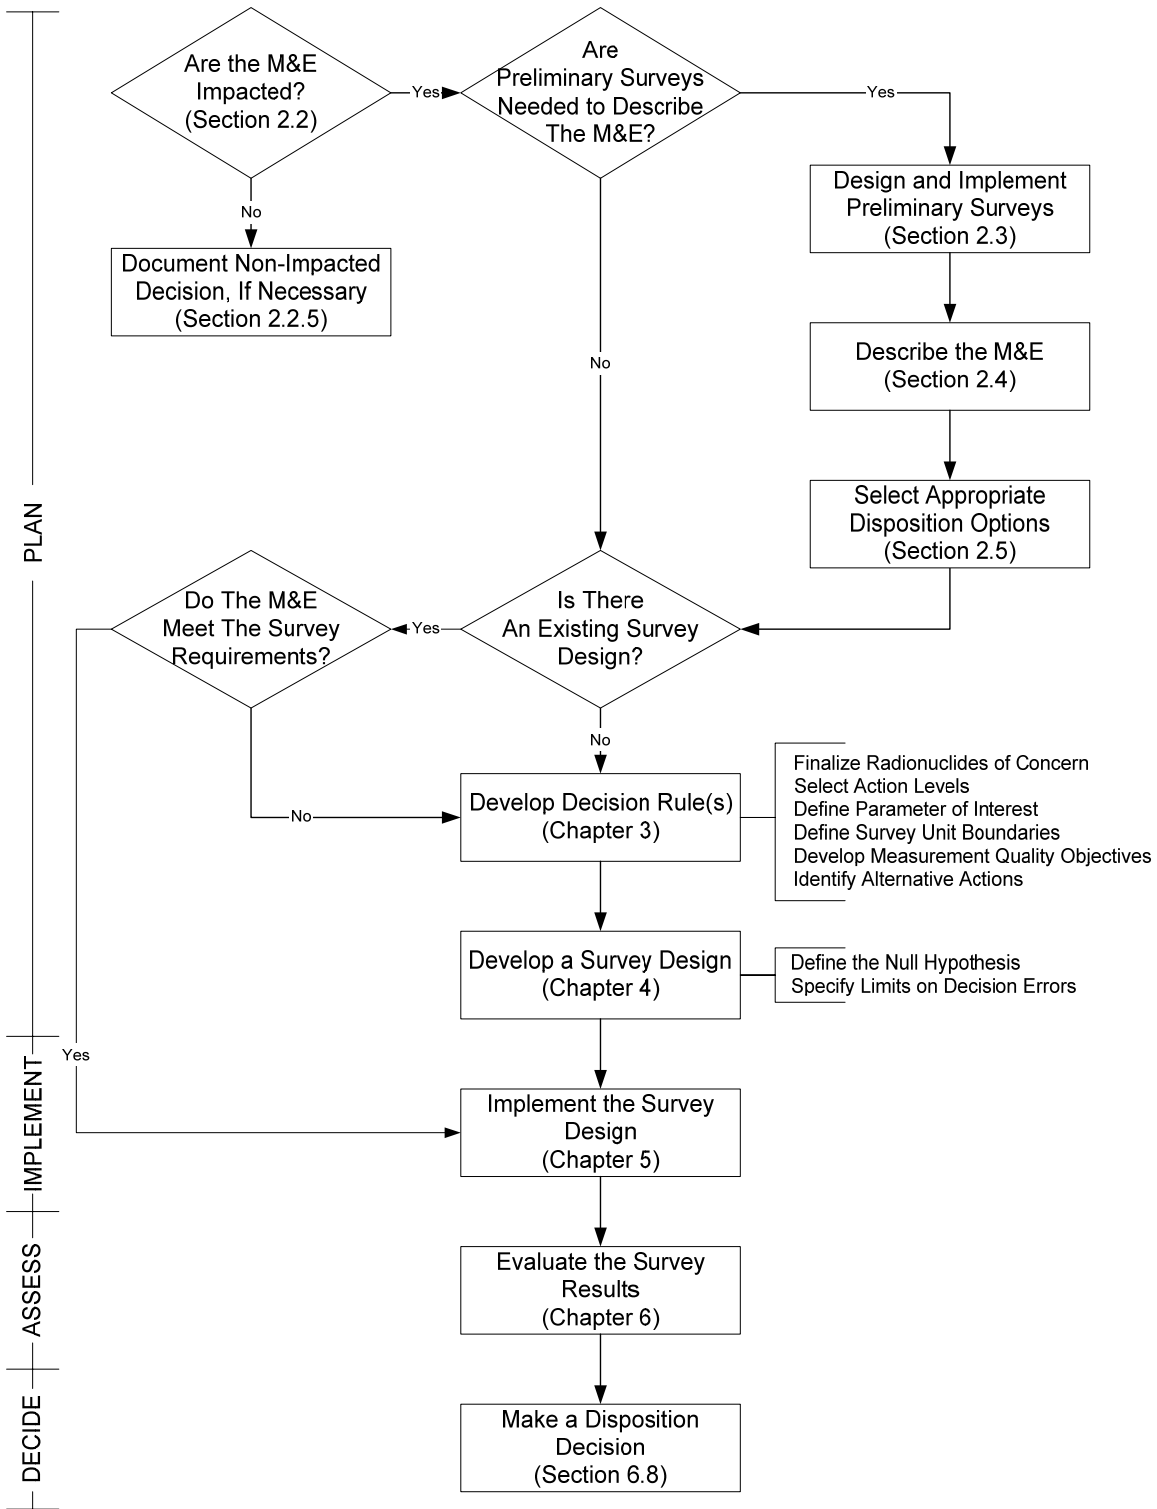 Are the M&E
Impacted?
(Section 2.2)
Yes
Are
Preliminary Surveys
Needed to Describe
The M&E?
Yes
No
Document Non-Impacted
Decision, If Necessary
(Section 2.2.5)
Design and Implement
Preliminary Surveys
(Section 2.3)
Describe the M&E
(Section 2.4)
No
Select Appropriate
Disposition Options
(Section 2.5)
PLAN
Do The M&E
Meet The Survey
Requirements?
Yes
Is There
An Existing Survey
Design?
No
No
Develop Decision Rule(s)
(Chapter 3)
Finalize Radionuclides of Concern
Select Action Levels
Define Parameter of Interest
Define Survey Unit Boundaries
Develop Measurement Quality Objectives
Identify Alternative Actions
Develop a Survey Design
(Chapter 4)
Define the Null Hypothesis
Specify Limits on Decision Errors
Yes
IMPLEMENT
Implement the Survey
Design
(Chapter 5)
ASSESS
Evaluate the Survey
Results
(Chapter 6)
DECIDE
Make a Disposition
Decision
(Section 6.8)